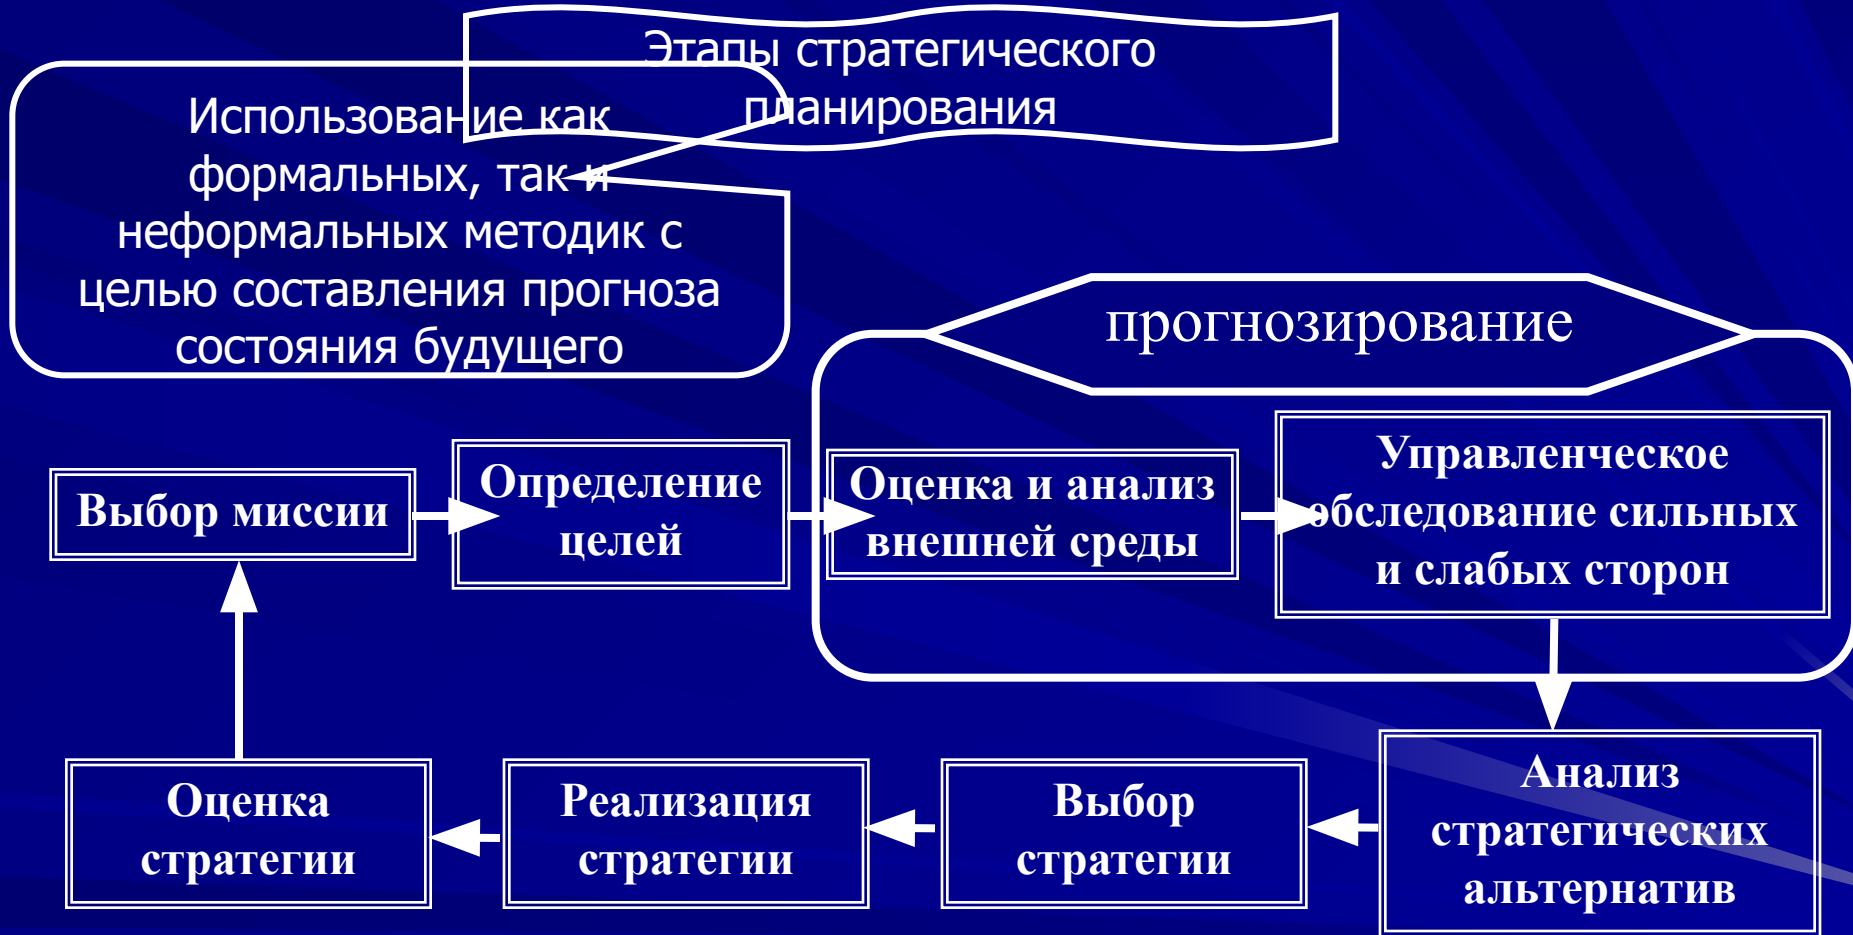 Этапы стратегического
планирования
Использование как
формальных, так и
неформальных методик с
целью составления прогноза
состояния будущего
прогнозирование
Выбор миссии
Определение
целей
Оценка и анализ
внешней среды
Управленческое
обследование сильных
и слабых сторон
Анализ
стратегических
альтернатив
Выбор
стратегии
Реализация
стратегии
Оценка
стратегии